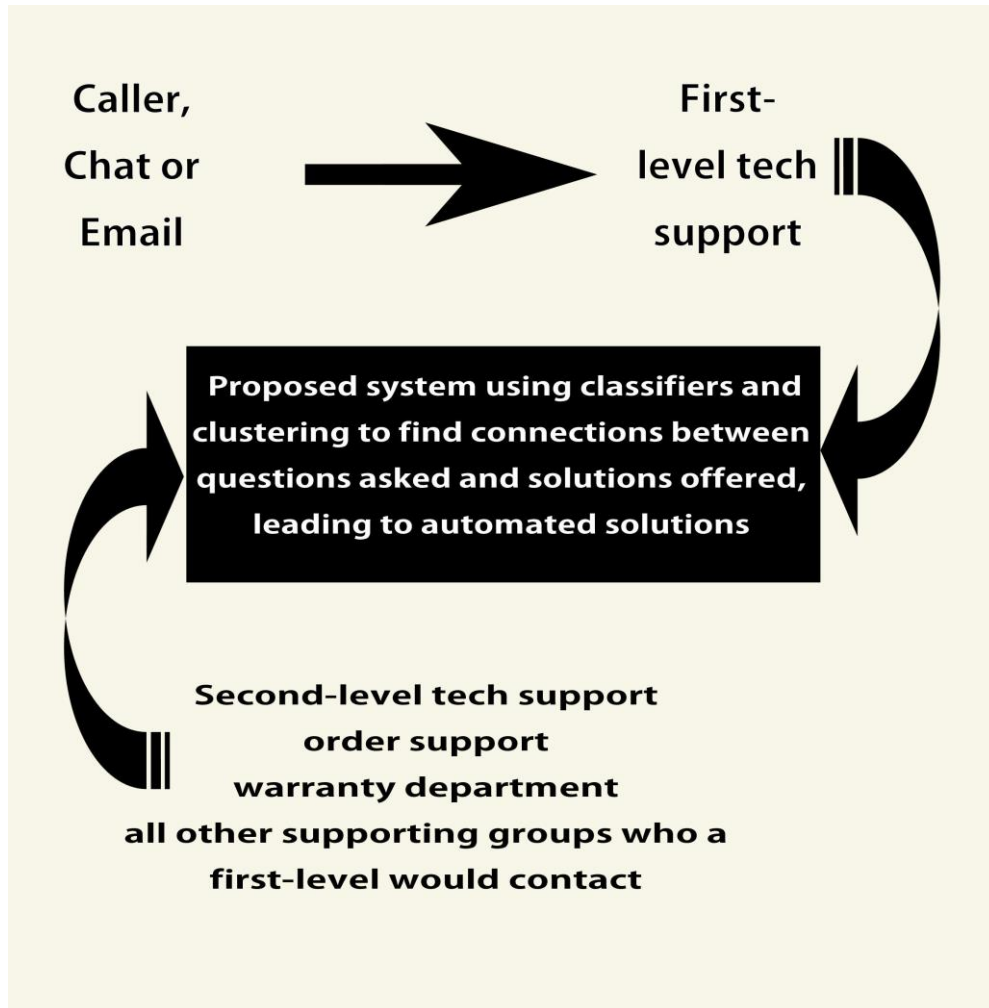 Caller,
Chat or
Email
First-
level tech
support
Proposed system using classifiers and
clustering to find connections between
questions asked and solutions offered,
leading to automated solutions
Second-level tech support
order support
warranty department
all other supporting groups who a
first-level would contact